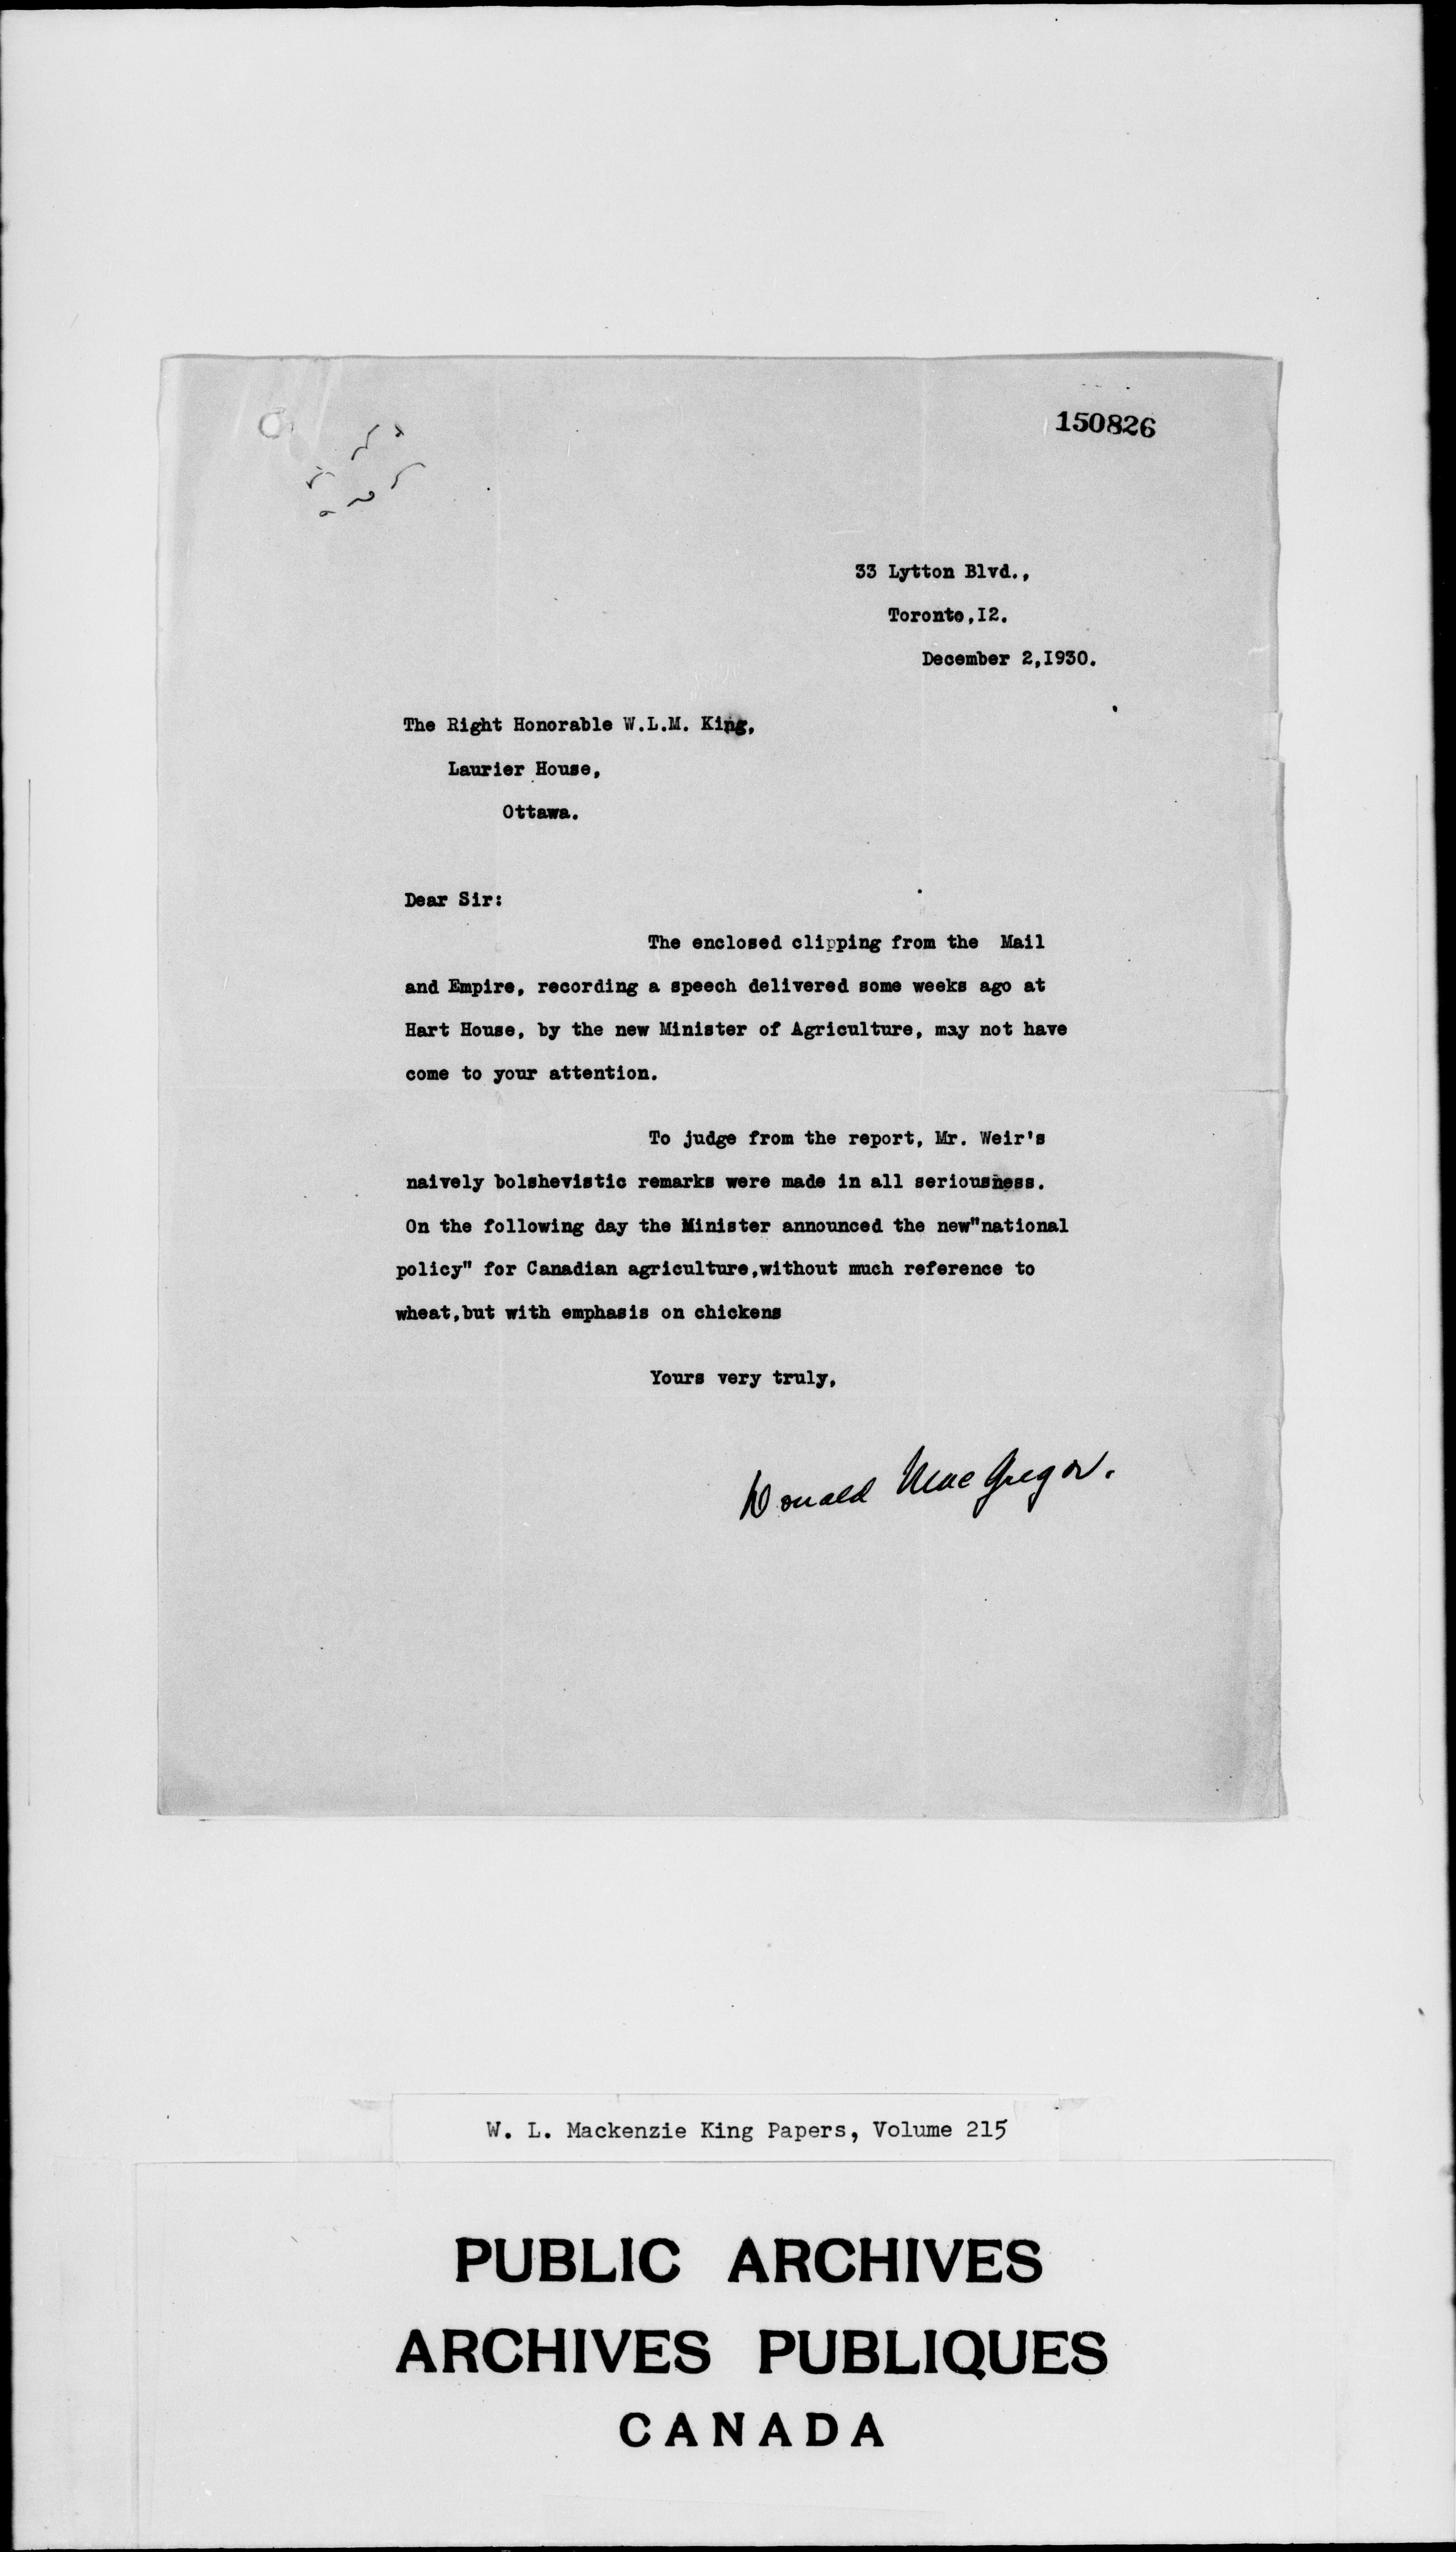 150826
33 Lytton Blvd.,
Toronto,I2.
December 2,I930.
The Right Honorable W.L.M. King,
Laurier House,
Ottawa.
Dear Sir:
The enclosed clipping from the Mail
and Empire, recording a speech delivered some weeks ago at
Hart House, by the new Minister of Agriculture, may not have
come to your attention.
To judge from the report, Mr. Weir's
naively bolshevistic remarks were made in all seriousness.
On the following day the Minister announced the new"national
policy" for Canadian agriculture,without much reference to
wheat,but with emphasis on chickens
Yours very truly,
Donald MacGregor.
W. L. Mackenzie King Papers, Volume 215
PUBLIC ARCHIVES
ARCHIVES PUBLIQUES
CANADA